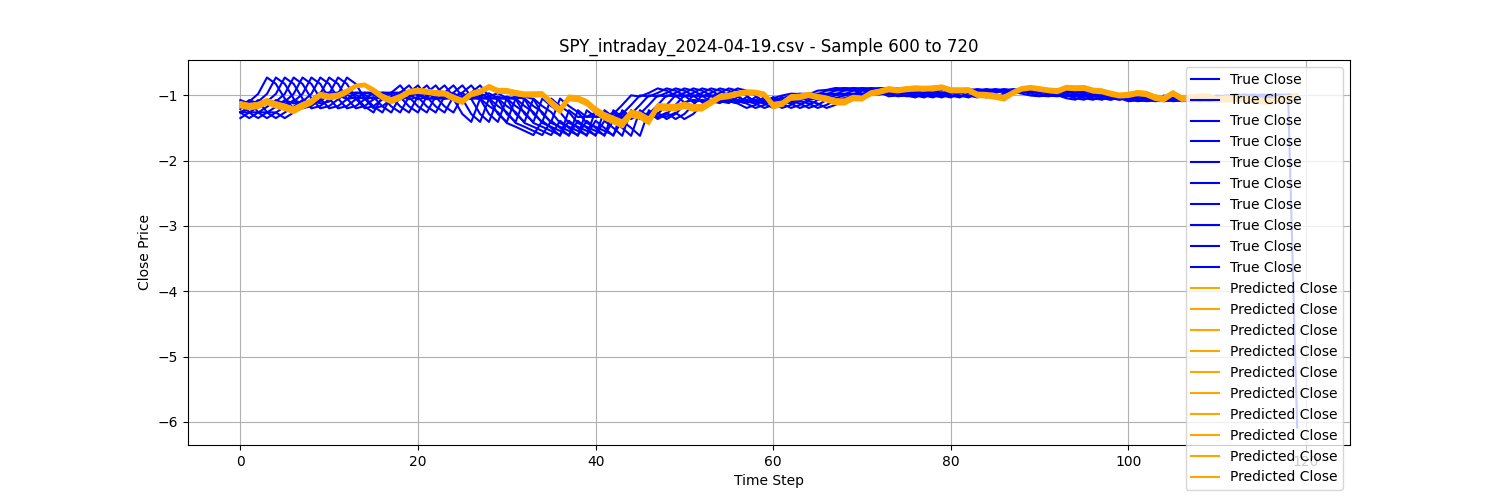 SPY_intraday_2024-04-19.csv - Sample 600 to 720
Close Price
−1
−2
−3
−4
−5
−6
0
20
40
60
80
100
120
Time Step
True Close
True Close
True Close
True Close
True Close
True Close
True Close
True Close
True Close
True Close
Predicted Close
Predicted Close
Predicted Close
Predicted Close
Predicted Close
Predicted Close
Predicted Close
Predicted Close
Predicted Close
Predicted Close